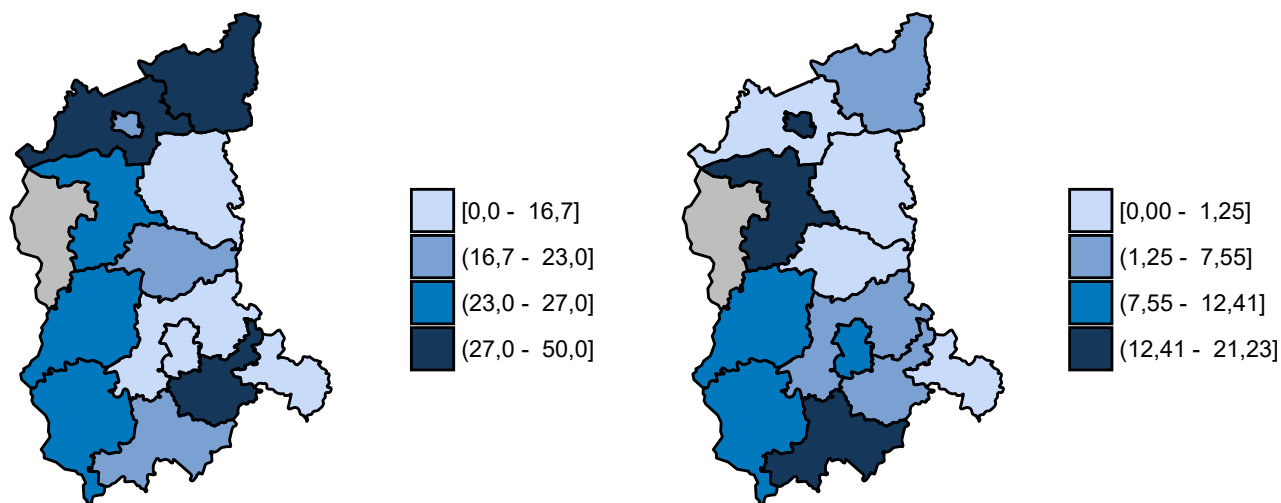 [0,0 - 16,7]
(16,7 - 23,0]
(23,0 - 27,0]
(27,0 - 50,0]
[0,00 - 1,25]
(1,25 - 7,55]
(7,55 - 12,41]
(12,41 - 21,23]